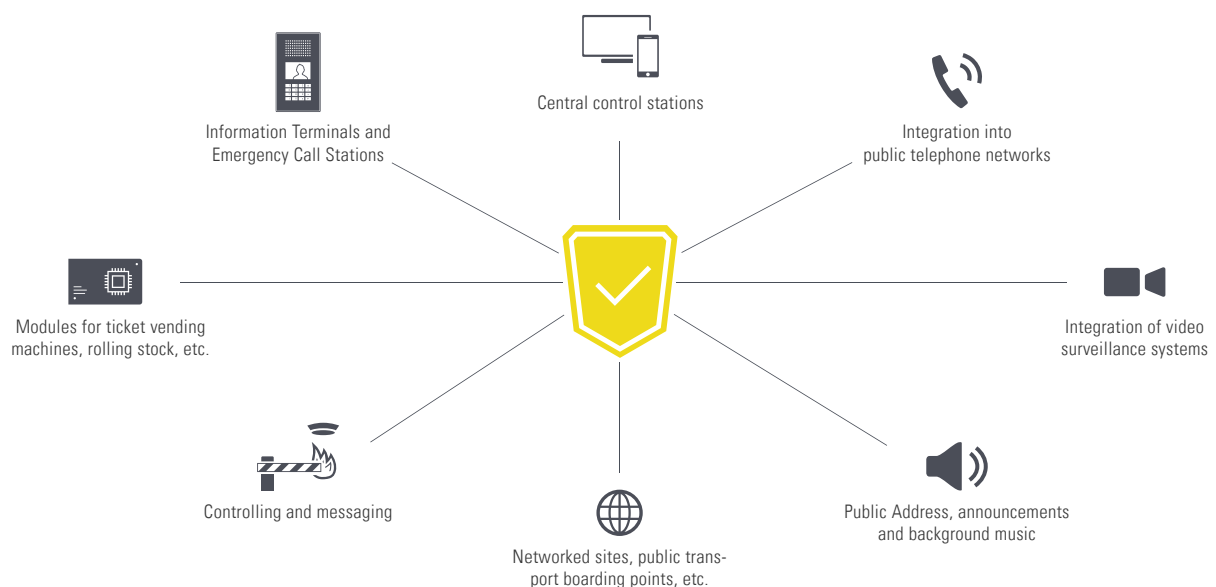 Central control stations
Information Terminals and
Emergency Call Stations
Integration into
public telephone networks
Modules for ticket vending
machines, rolling stock, etc.
Integration of video
surveillance systems
Controlling and messaging
Public Address, announcements
and background music
Networked sites, public trans-
port boarding points, etc.